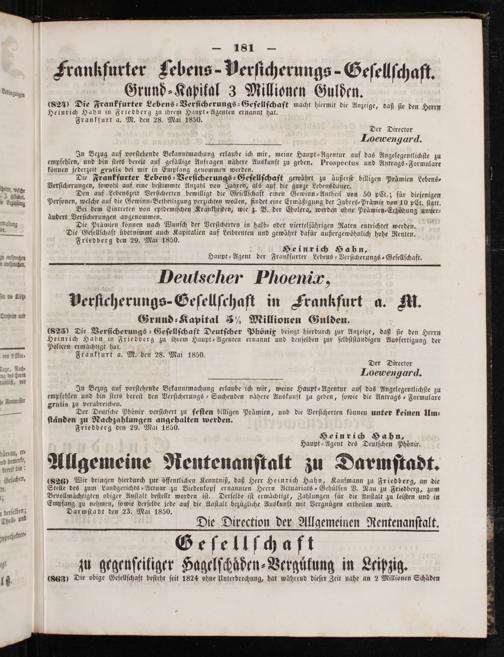 — 181 —
Frankfurter Lebens-Versicherungs-Gesellschaft.
Grund-Kapital 3 Millionen Gulden.
(824) Die Frankfurter Lebens-Versicherungs-Gesellschaft macht hiermit die Anzeige, daß sie den Herrn
Heinrich Hahn in Friedberg zu ihrem Haupt-Agenten ernannt hat.
Frankfurt a. M. den 28. Mai 1850.
Der Director
Loewengard.
In Bezug auf vorstehende Bekanntmachung erlaube ich mir, meine Haupt-Agentur auf das Angelegentlichste zu
empfehlen, und bin stets bereit auf gefällige Anfragen nähere Auskunft zu geben. Prospectus und Antrags-Formulare
können jederzeit gratis bei mir in Empfang genommen werden.
Die Frankfurter Lebens-Versicherungs-Gesellschaft gewährt zu äußerst billigen Prämien Lebens-
Versicherungen, sowohl auf eine bestimmte Anzahl von Jahren, als auf die ganze Lebensdauer.
Den auf Lebenszeit Versicherten bewilligt die Gesellschaft einen Gewinn-Antheil von 50 pCt.; für diejenigen
Personen, welche auf die Gewinn-Betheiligung verzichten wollen, findet eine Ermäßigung der Jahres-Prämie von 10 pCt. statt.
Bei dem Eintreten von epidemischen Krankheiten, wie z. B. der Cholera, werden ohne Prämien-Erhöhung unver-
ändert Versicherungen angenommen.
Die Prämien können nach Wunsch der Versicherten in halb- oder vierteljährigen Raten entrichtet werden.
Die Gesellschaft übernimmt auch Kapitalien auf Leibrenten und gewährt dafür außergewöhnlich hohe Renten.
Friedberg den 29. Mai 1850.
Heinrich Hahn,
Haupt-Agent der Frankfurter Lebens-Versicherungs-Gesellschaft.
Deutscher Phoenix,
Versicherungs-Gesellschaft in Frankfurt a. M.
Grund-Kapital 5½ Millionen Gulden.
(825) Die Versicherungs-Gesellschaft Deutscher Phönix bringt hierdurch zur Anzeige, daß sie den Herrn
Heinrich Hahn in Friedberg zu ihrem Haupt-Agenten ernannt und denselben zur selbstständigen Ausfertigung der
Policen ermächtigt hat.
Frankfurt a. M. den 28. Mai 1850.
Der Director
Loewengard.
In Bezug auf vorstehende Bekanntmachung erlaube ich mir, meine Haupt-Agentur auf das Angelegentlichste zu
empfehlen und bin stets bereit den Versicherungs-Suchenden nähere Auskunft zu geben, sowie die Antrags-Formulare
gratis zu verabreichen.
Der Deutsche Phönix versichert zu festen billigen Prämien, und die Versicherten können unter keinen Um-
ständen zu Nachzahlungen angehalten werden.
Friedberg den 29. Mai 1850.
Heinrich Hahn,
Haupt-Agent des Deutschen Phönix.
Allgemeine Rentenanstalt zu Darmstadt.
(826) Wir bringen hierdurch zur öffentlichen Kenntniß, daß Herr Heinrich Hahn, Kaufmann zu Friedberg, an die
Stelle des zum Landgerichts-Actuar zu Biedenkopf ernannten Herrn Actuariats-Gehülfen V. Rau zu Friedberg, zum
Bevollmächtigten obiger Anstalt bestellt worden ist. Derselbe ist ermächtigt, Zahlungen für die Anstalt zu leisten und in
Empfang zu nehmen, sowie derselbe jede auf die Anstalt bezügliche Auskunft mit Vergnügen ertheilen wird.
Darmstadt den 23. Mai 1850.
Die Direction der Allgemeinen Rentenanstalt.
Gesellschaft
zu gegenseitiger Hagelschäden-Vergütung in Leipzig.
(863) Die obige Gesellschaft besteht seit 1824 ohne Unterbrechung, hat während dieser Zeit nahe an 2 Millionen Schäden